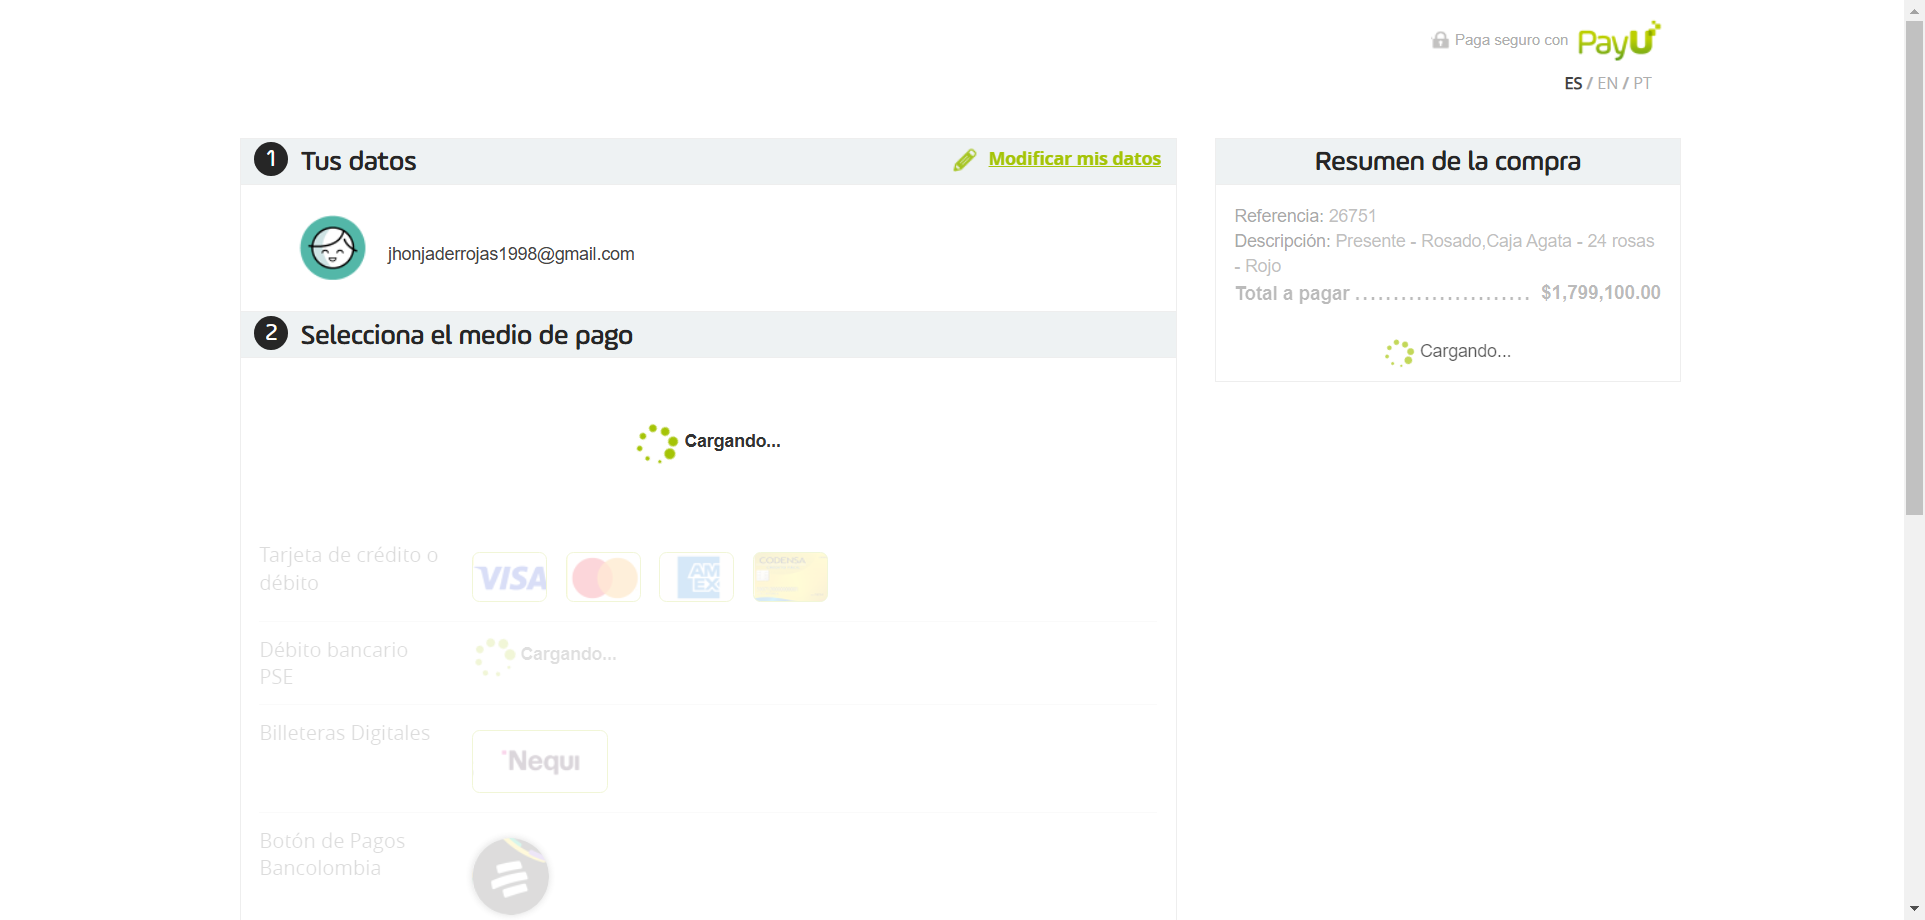 Paga seguro con PayU
ES / EN / PT
1 Tus datos
Modificar mis datos
jhonjaderrojas1998@gmail.com
2 Selecciona el medio de pago
Cargando...
Tarjeta de crédito o
débito
VISA
AM
EX
CODENSA
Débito bancario
PSE
Cargando...
Billeteras Digitales
Nequi
Botón de Pagos
Bancolombia
Resumen de la compra
Referencia: 26751
Descripción: Presente - Rosado,Caja Agata - 24 rosas
- Rojo
Total a pagar ....................... $1,799,100.00
Cargando...